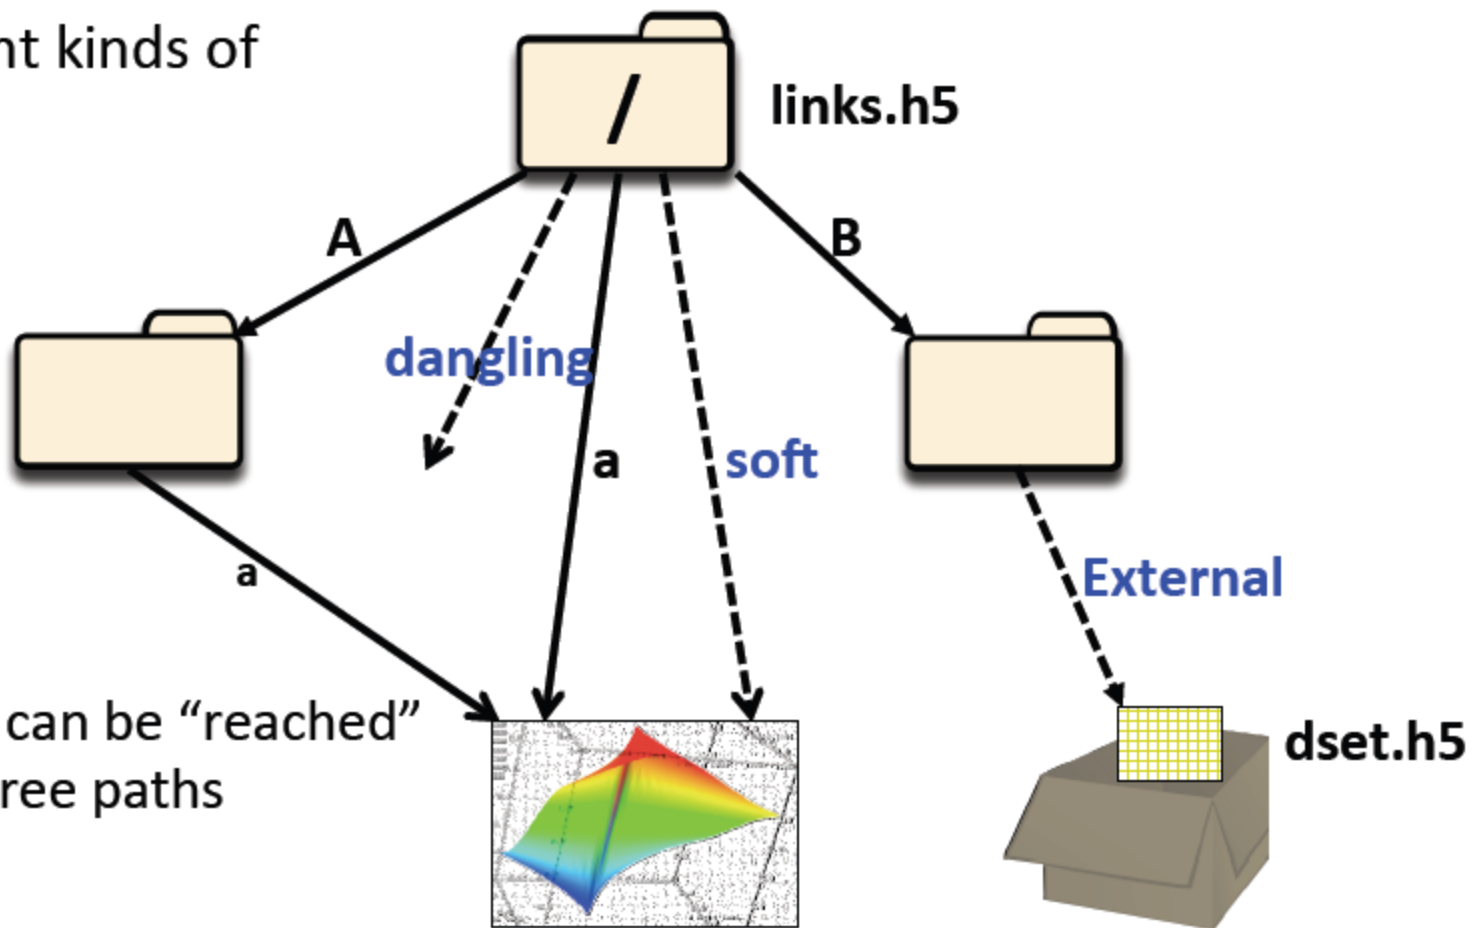 nt kinds of
/
links.h5
A
B
dangling
a
soft
a
External
can be “reached”
dset.h5
ree paths